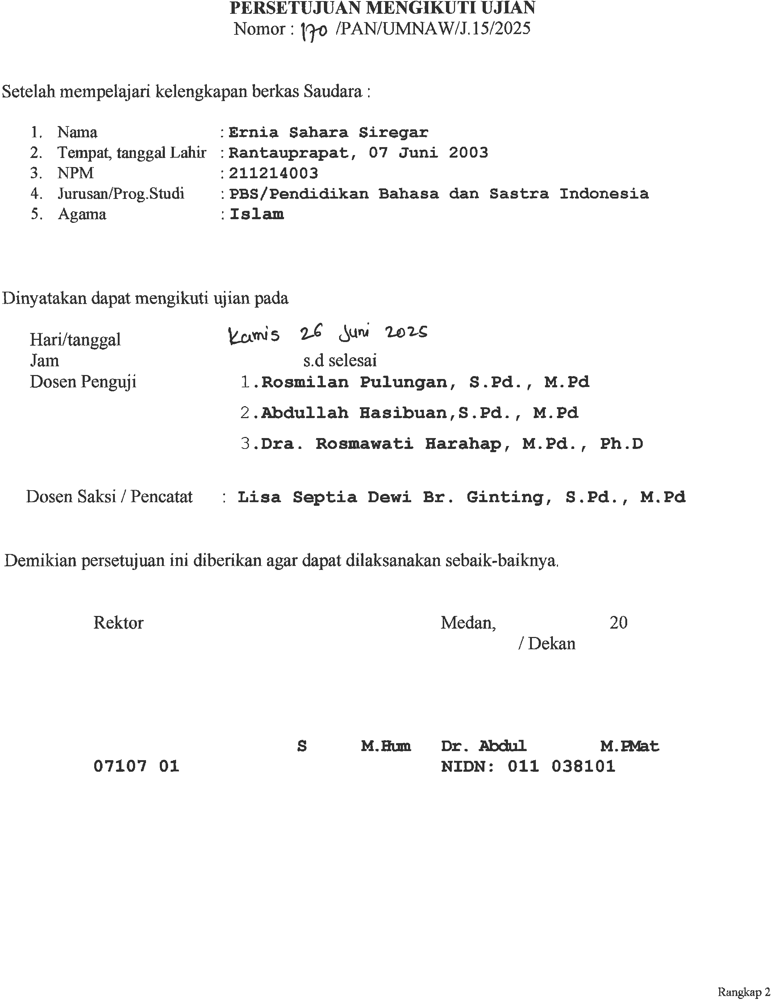 PERSETUJUAN MENGIKUTI UJIAN
Nomor : 170 /PAN/UMNAW/J.15/2025
Setelah mempelajari kelengkapan berkas Saudara :
1. Nama : Ernia Sahara Siregar
2. Tempat, tanggal Lahir : Rantauprapat, 07 Juni 2003
3. NPM : 211214003
4. Jurusan/Prog.Studi : PBS/Pendidikan Bahasa dan Sastra Indonesia
5. Agama : Islam
Dinyatakan dapat mengikuti ujian pada
Hari/tanggal Kamis 26 Juni 2025
Jam s.d selesai
Dosen Penguji 1.Rosmilan Pulungan, S.Pd., M.Pd
2.Abdullah Hasibuan,S.Pd., M.Pd
3.Dra. Rosmawati Harahap, M.Pd., Ph.D
Dosen Saksi / Pencatat : Lisa Septia Dewi Br. Ginting, S.Pd., M.Pd
Demikian persetujuan ini diberikan agar dapat dilaksanakan sebaik-baiknya.
Rektor Medan, 20
/ Dekan
S M.Hum Dr. Abdul
07107 01 NIDN: 011 038101
Rangkap 2